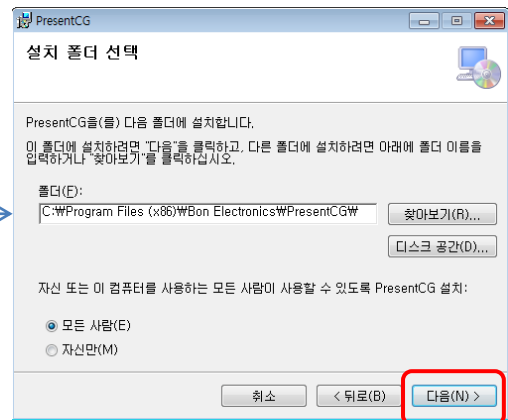 PresentCG
설치 폴더 선택
PresentCG을(를) 다음 폴더에 설치합니다.
이 폴더에 설치하려면 "다음"을 클릭하고, 다른 폴더에 설치하려면 아래에 폴더 이름을
입력하거나 "찾아보기"를 클릭하십시오.
폴더(F):
C:₩Program Files (x86)₩Bon Electronics₩PresentCG₩
찾아보기(R)...
디스크 공간(D)...
자신 또는 이 컴퓨터를 사용하는 모든 사람이 사용할 수 있도록 PresentCG 설치:
모든 사람(E)
자신만(M)
취소
< 뒤로(B)
다음(N) >